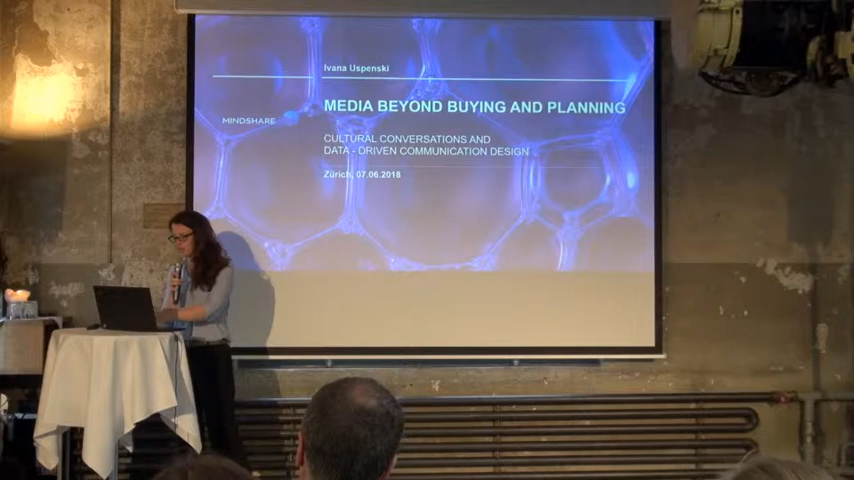 Ivana Uspenski
MINDSHARE
MEDIA BEYOND BUYING AND PLANNING
CULTURAL CONVERSATIONS AND
DATA - DRIVEN COMMUNICATION DESIGN
Zürich, 07.06.2018